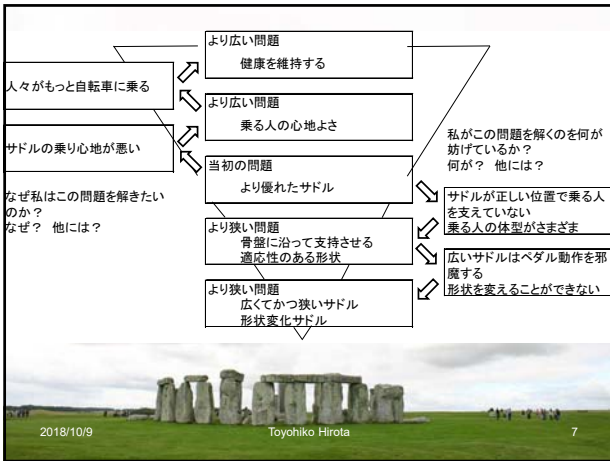 より広い問題
健康を維持する
人々がもっと自転車に乗る
より広い問題
乗る人の心地よさ
サドルの乗り心地が悪い
私がこの問題を解くのを何が
妨げているか？
何が？ 他には？
当初の問題
より優れたサドル
なぜ私はこの問題を解きたい
のか？
なぜ？ 他には？
サドルが正しい位置で乗る人
を支えていない
乗る人の体型がさまざま
より狭い問題
骨盤に沿って支持させる
適応性のある形状
広いサドルはペダル動作を邪
魔する
形状を変えることができない
より狭い問題
広くてかつ狭いサドル
形状変化サドル
2018/10/9
Toyohiko Hirota
7